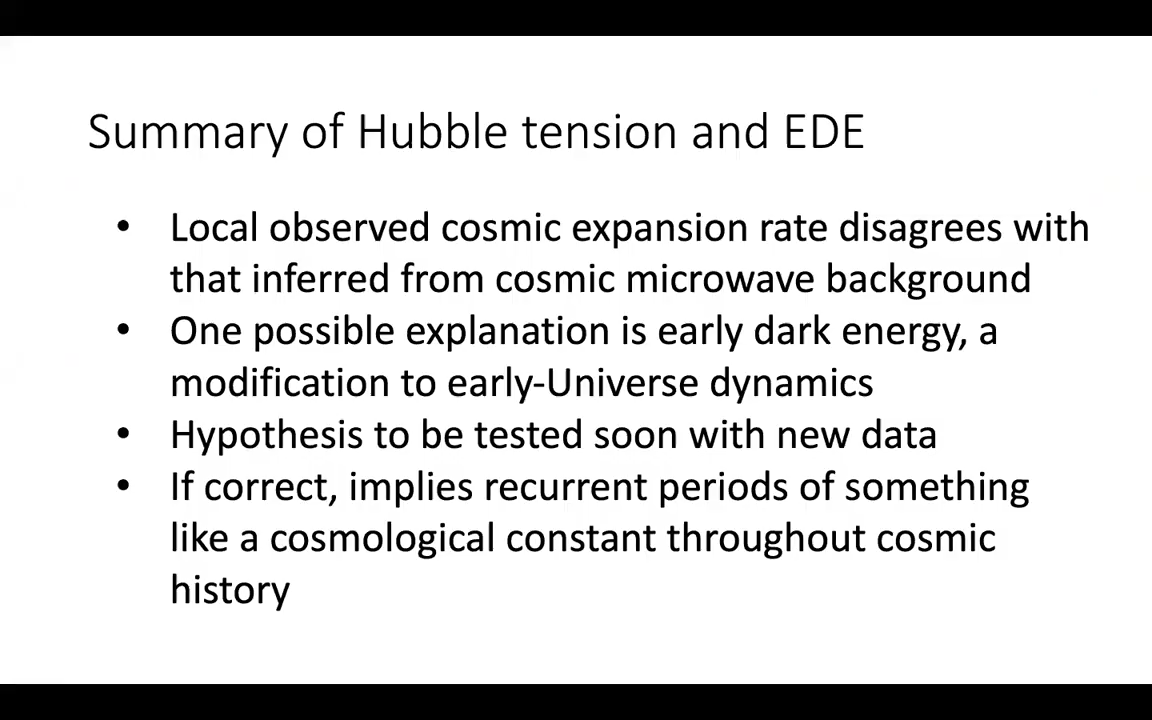 Summary of Hubble tension and EDE
• Local observed cosmic expansion rate disagrees with
that inferred from cosmic microwave background
• One possible explanation is early dark energy, a
modification to early-Universe dynamics
• Hypothesis to be tested soon with new data
• If correct, implies recurrent periods of something
like a cosmological constant throughout cosmic
history